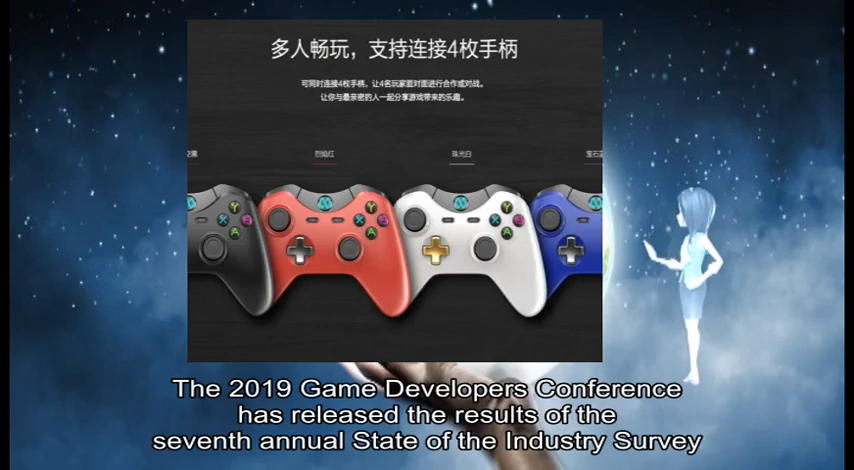 多人畅玩，支持连接4枚手柄
可同时连接4枚手柄，让4名玩家面对面进行合作或对战。
让你与最亲密的人一起分享游戏带来的乐趣。
烈焰红
珠光白
宝石蓝
Y
X
A
Y
X
B
A
Y
X
B
A
The 2019 Game Developers Conference
has released the results of the
seventh annual State of the Industry Survey